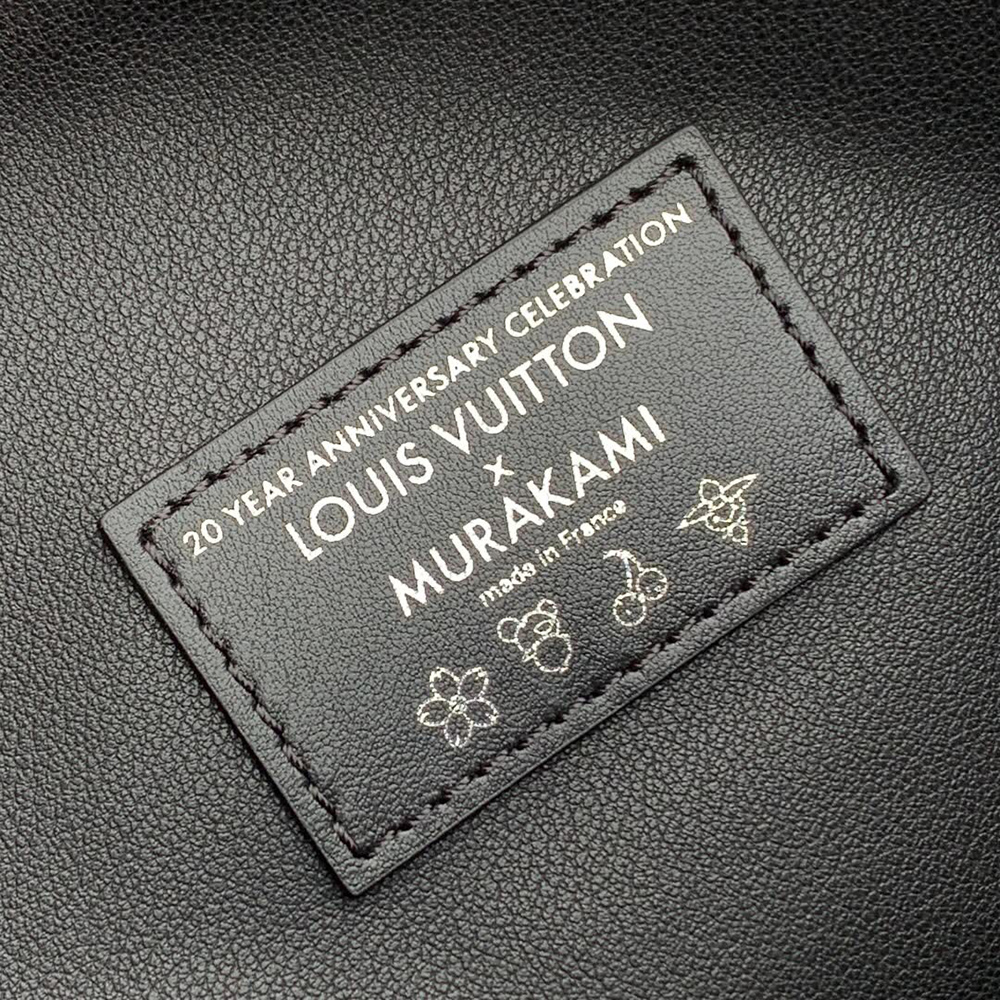 20 YEAR ANNIVERSARY CELEBRATION
LOUIS VUITTON
x
MURAKAMI
made in France